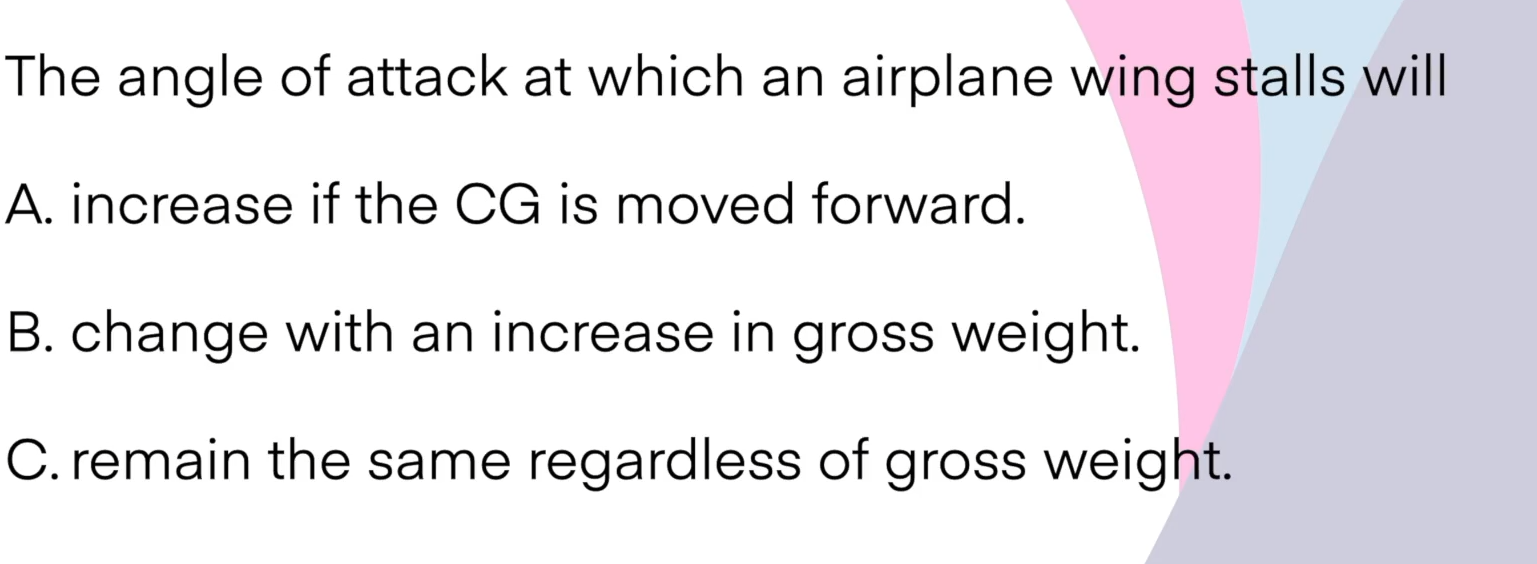 The angle of attack at which an airplane wing stalls will
A. increase if the CG is moved forward.
B. change with an increase in gross weight.
C. remain the same regardless of gross weight.